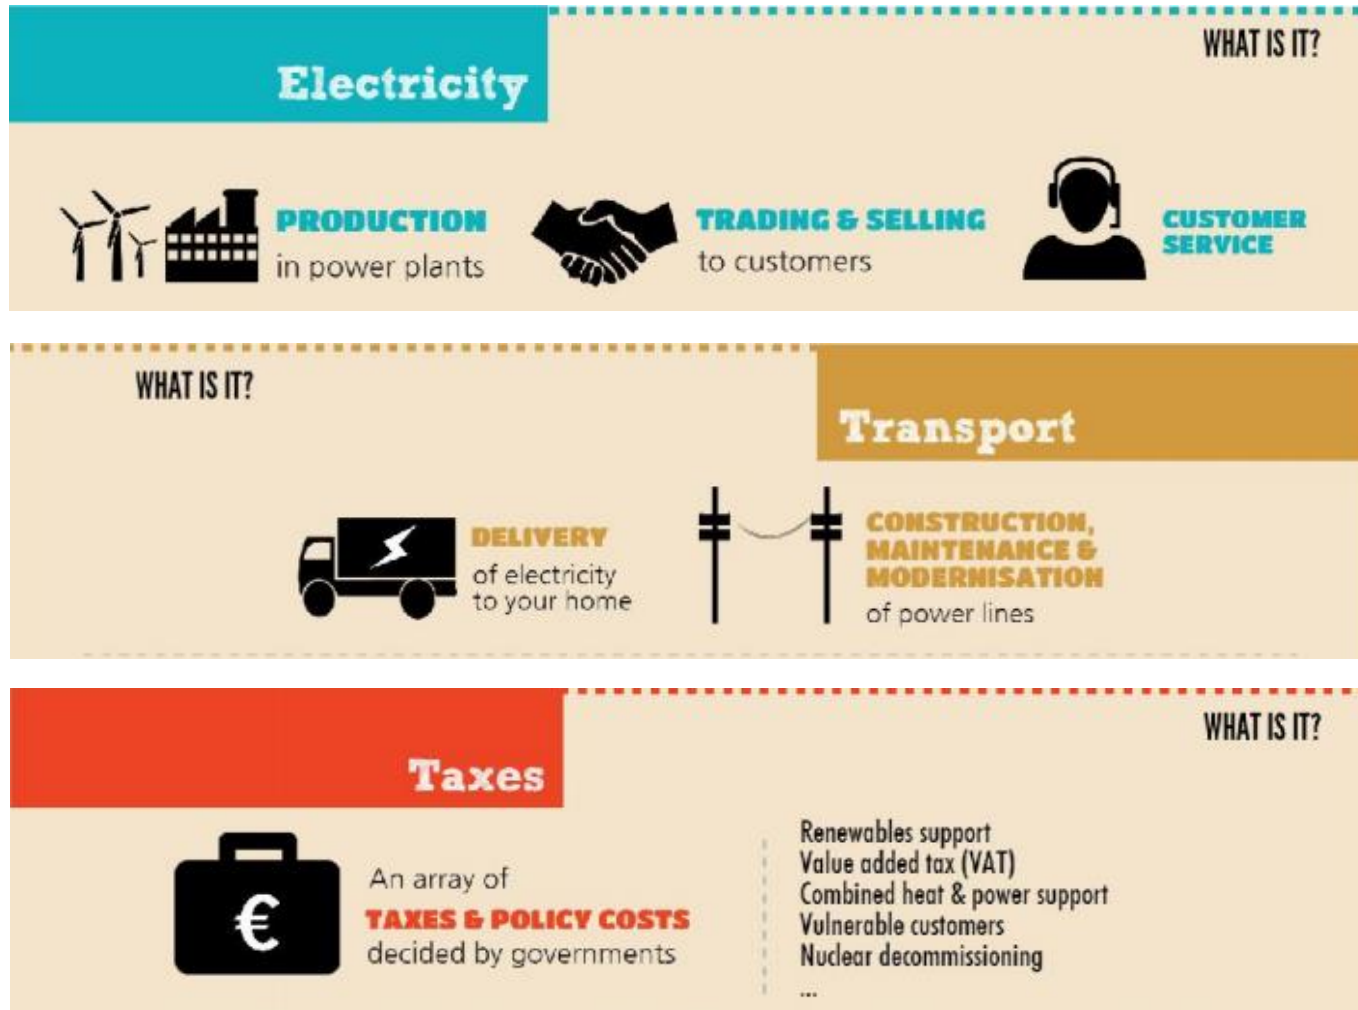 WHAT IS IT?
Electricity
PRODUCTION
in power plants
TRADING & SELLING
to customers
CUSTOMER
SERVICE
WHAT IS IT?
Transport
DELIVERY
of electricity
to your home
CONSTRUCTION,
MAINTENANCE &
MODERNISATION
of power lines
WHAT IS IT?
Taxes
€
An array of
TAXES & POLICY COSTS
decided by governments
Renewables support
Value added tax (VAT)
Combined heat & power support
Vulnerable customers
Nuclear decommissioning
...